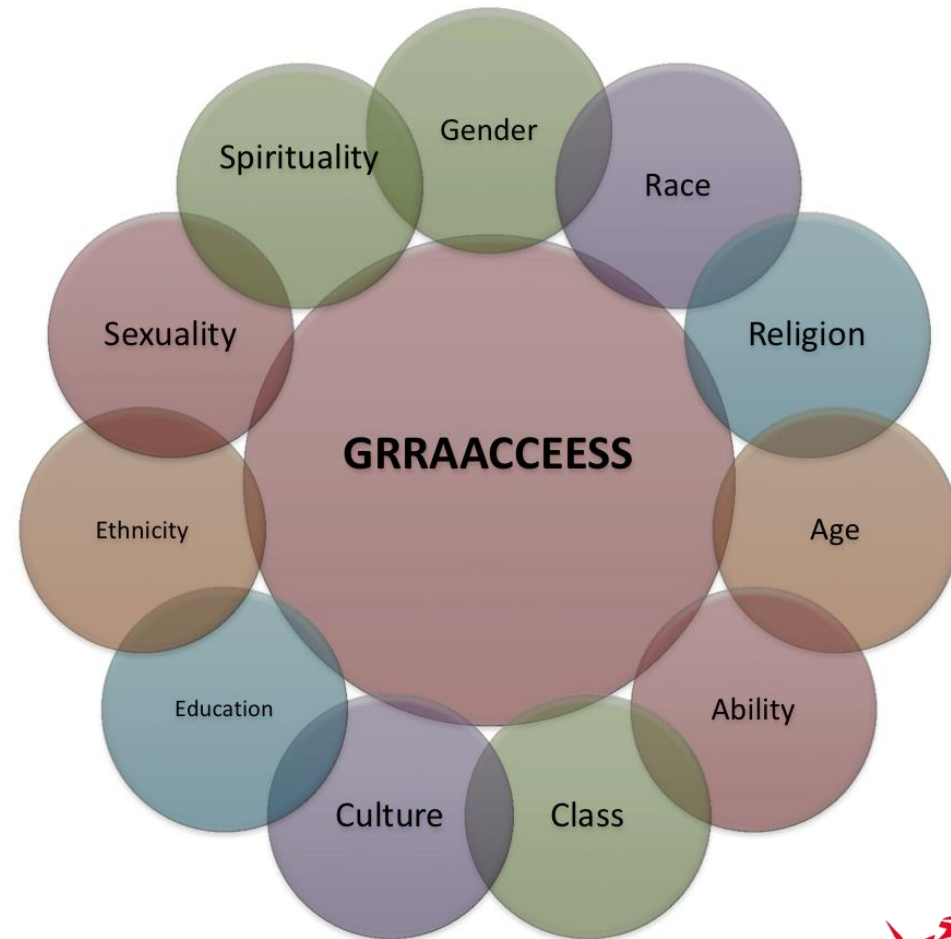 Gender
Race
Religion
Age
Ability
Class
Culture
Education
Ethnicity
Sexuality
Spirituality
GRRAACCEESS